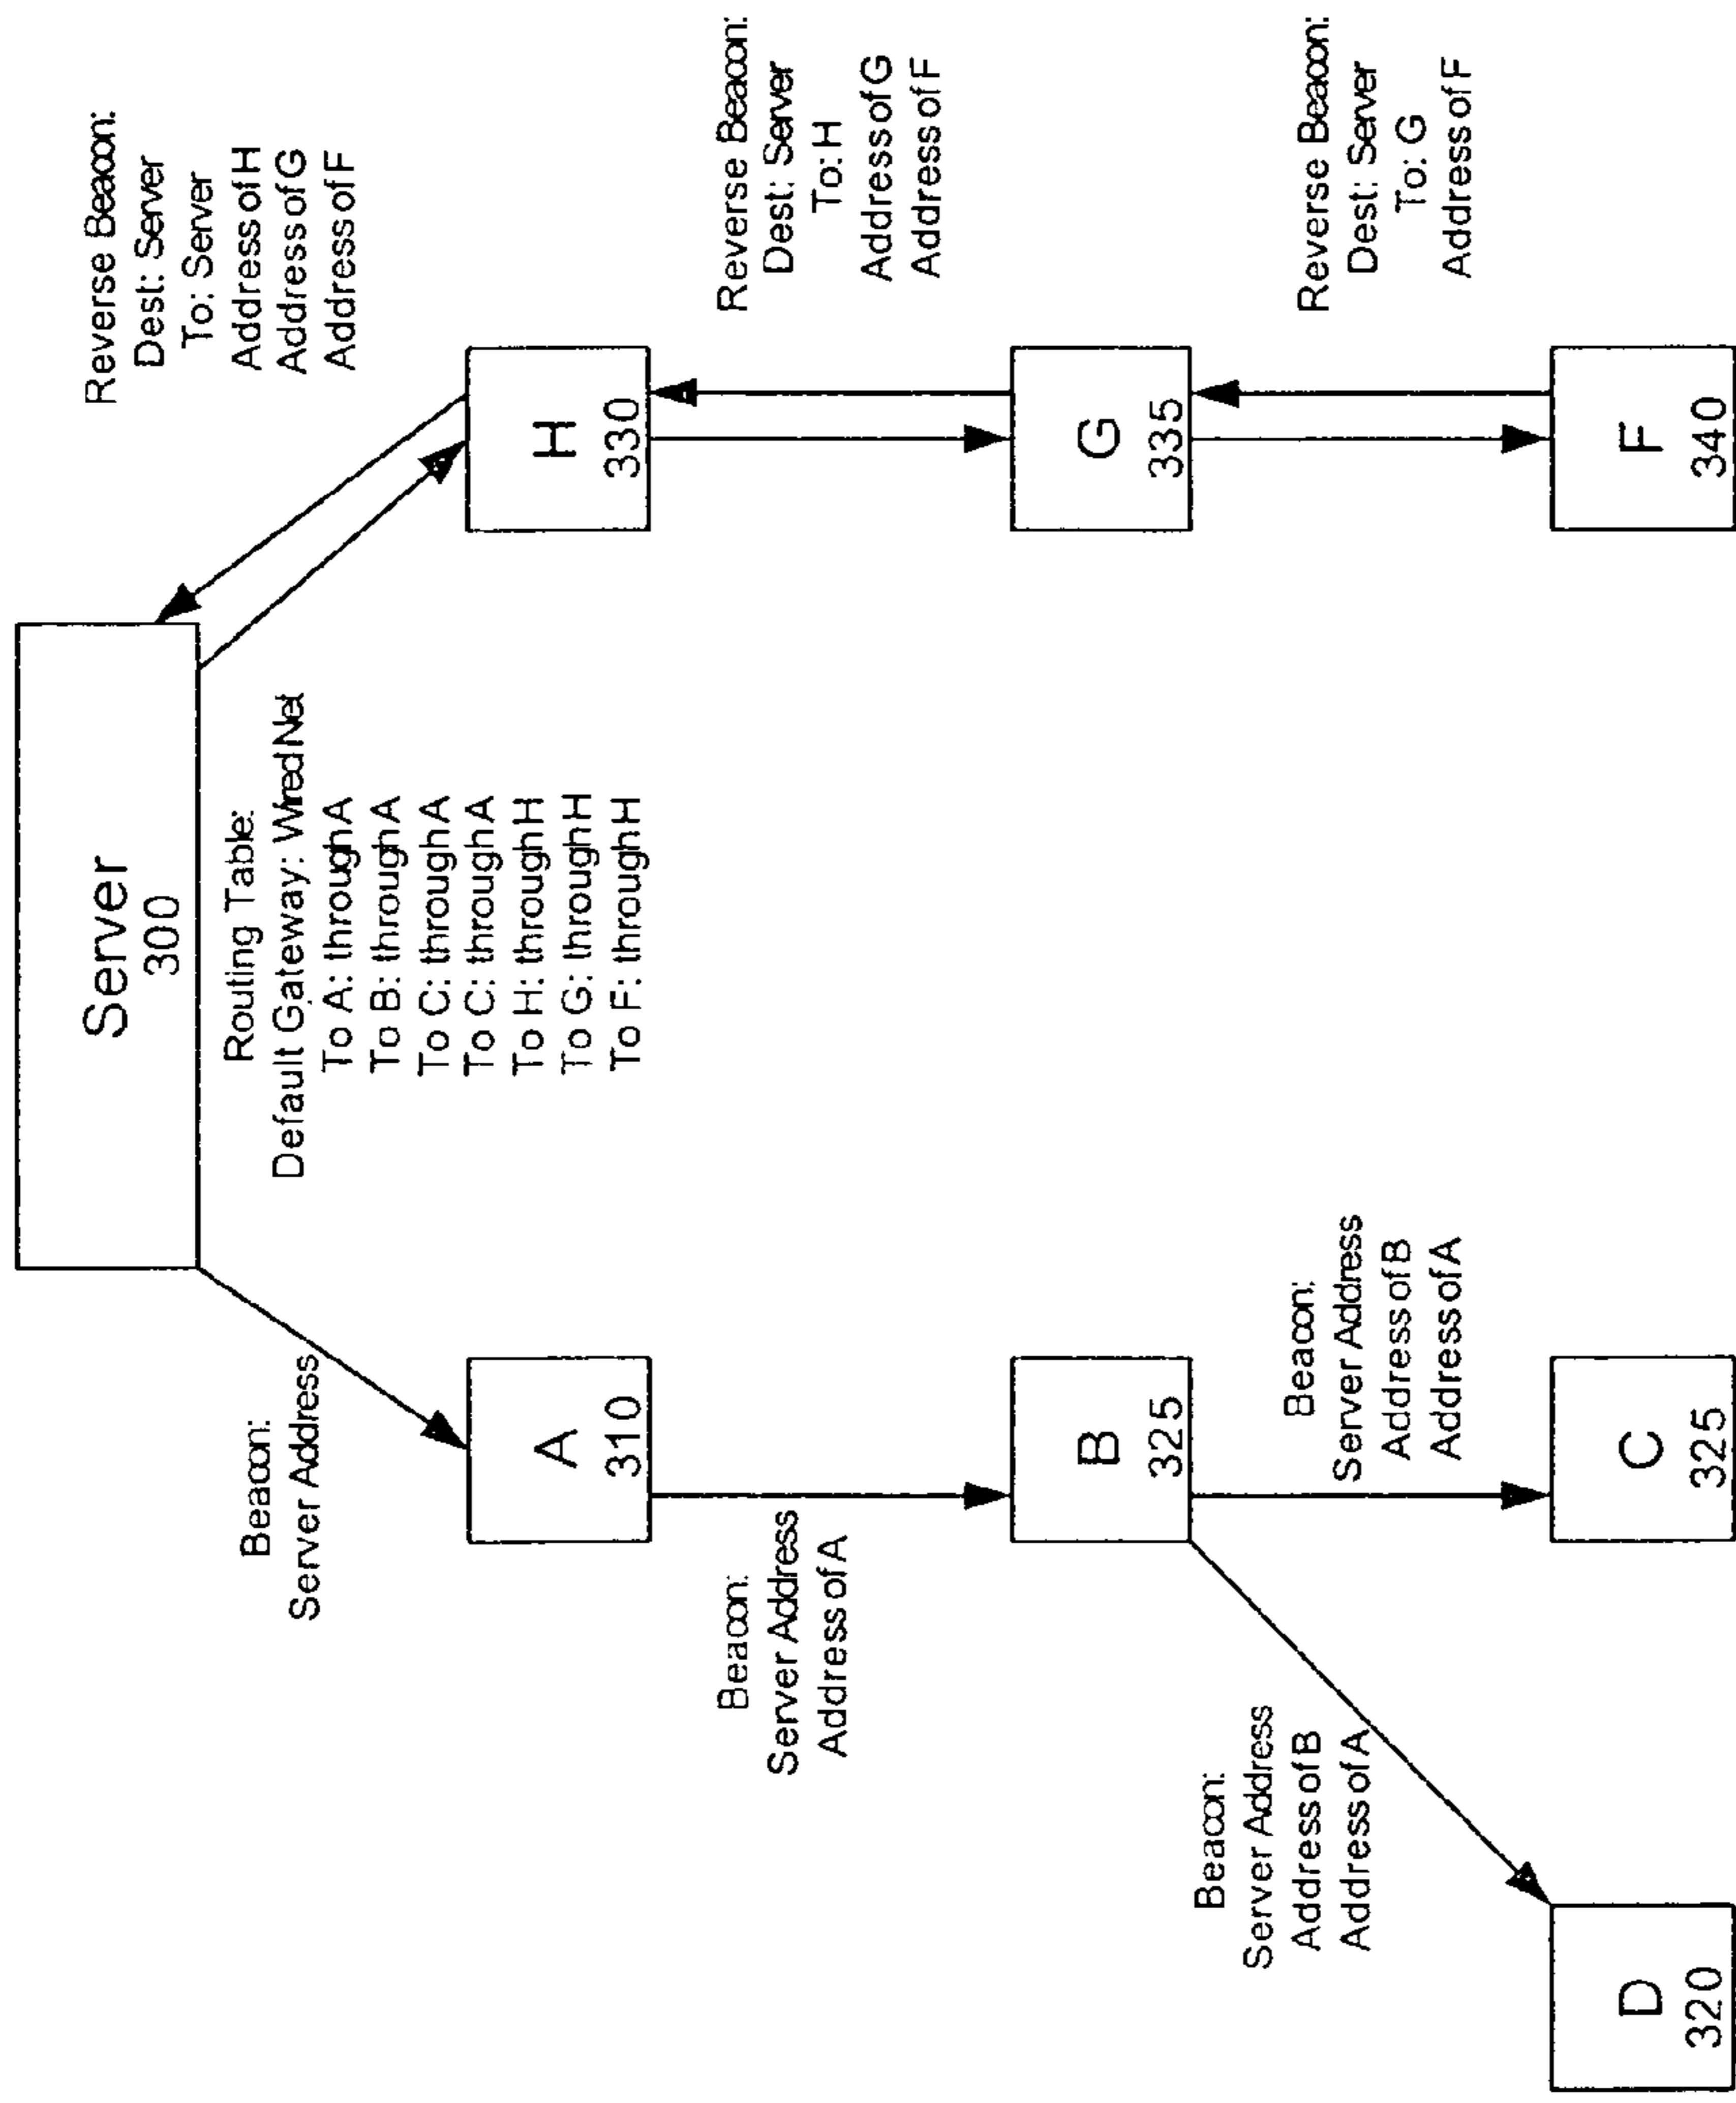 Server
300
Routing Table:
Default Gateway: Wired Net
To A: through A
To B: through A
To C: through A
To C: through A
To H: through H
To G: through H
To F: through H
Beacon:
Server Address
A
310
Beacon:
Server Address
Address of A
B
325
Beacon:
Server Address
Address of B
Address of A
D
320
Beacon:
Server Address
Address of B
Address of A
C
325
Reverse Beacon:
Dest: Server
To: Server
Address of H
Address of G
Address of F
H
330
Reverse Beacon:
Dest: Server
To: H
Address of G
Address of F
G
335
Reverse Beacon:
Dest: Server
To: G
Address of F
F
340